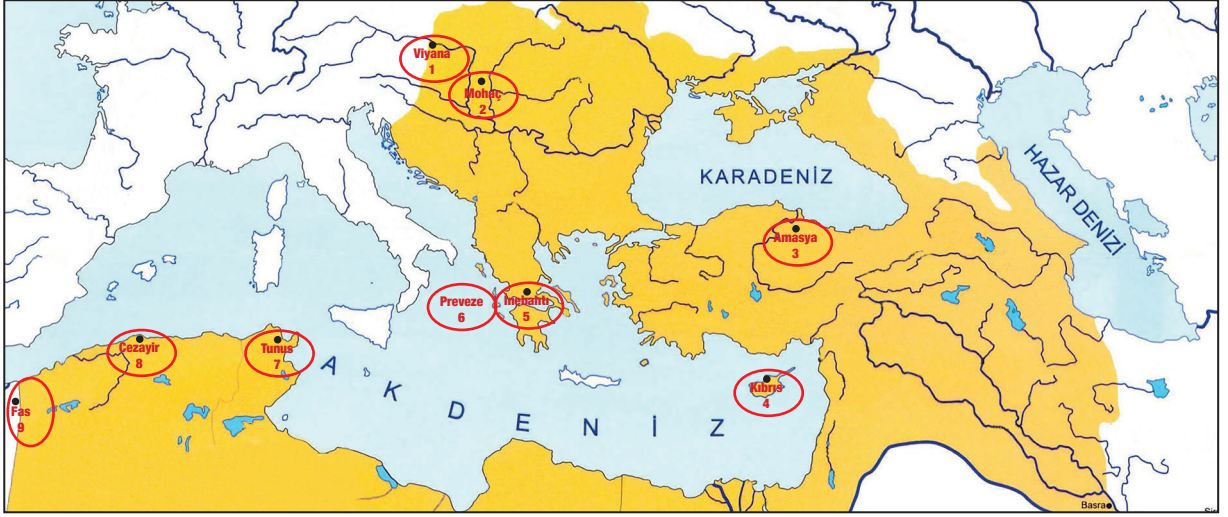 Viyana
1
Mohaç
2
KARADENİZ
HAZAR DENİZİ
Amasya
3
Preveze
6
İnebahtı
5
Cezayir
8
Tunus
7
Kıbrıs
4
Fas
9
AKDENİZ
Basra